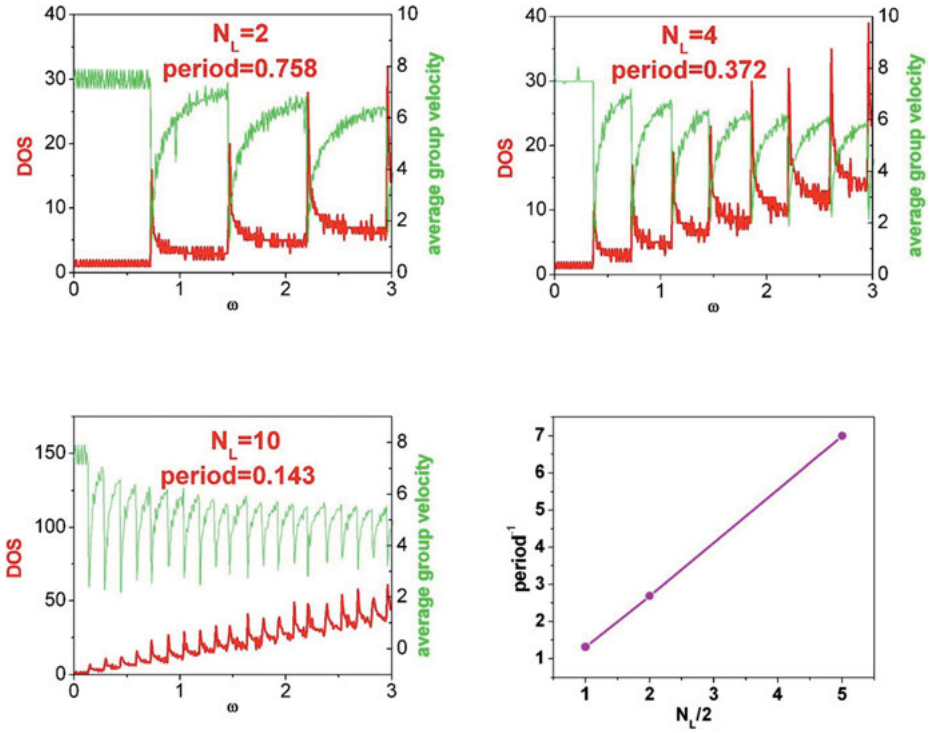 N_L=2
period=0.758
DOS
40
30
20
10
0
10
8
6
4
2
0
average group velocity
0 1 2 3
ω
N_L=4
period=0.372
DOS
40
30
20
10
0
10
8
6
4
2
0
average group velocity
0 1 2 3
ω
N_L=10
period=0.143
DOS
150
100
50
0
8
6
4
2
0
average group velocity
0 1 2 3
ω
period⁻¹
7
6
5
4
3
2
1
1 2 3 4 5
N_L/2